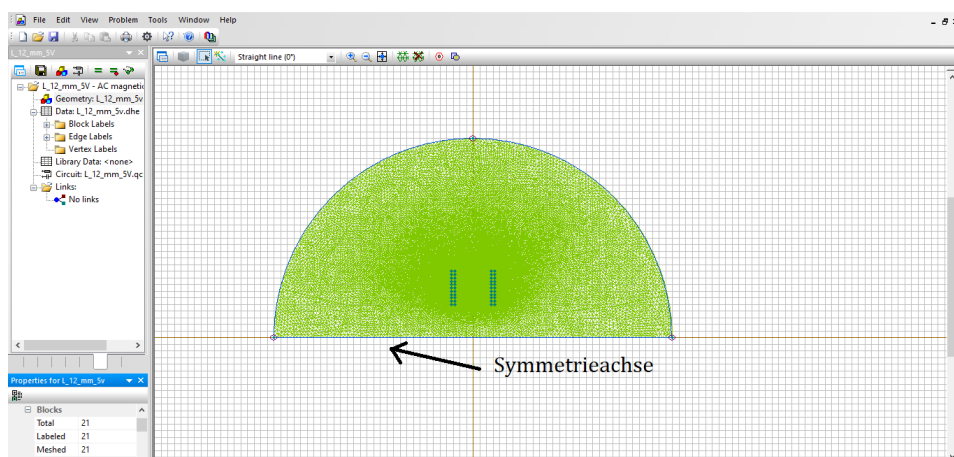 File Edit View Problem Tools Window Help
L_12_mm_5V
Straight line (0°)
L_12_mm_5V - AC magnetic
Geometry: L_12_mm_5v
Data: L_12_mm_5v.dhe
Block Labels
Edge Labels
Vertex Labels
Library Data: <none>
Circuit: L_12_mm_5V.qc
Links:
No links
Symmetrieachse
Properties for L_12_mm_5v
Blocks
Total 21
Labeled 21
Meshed 21